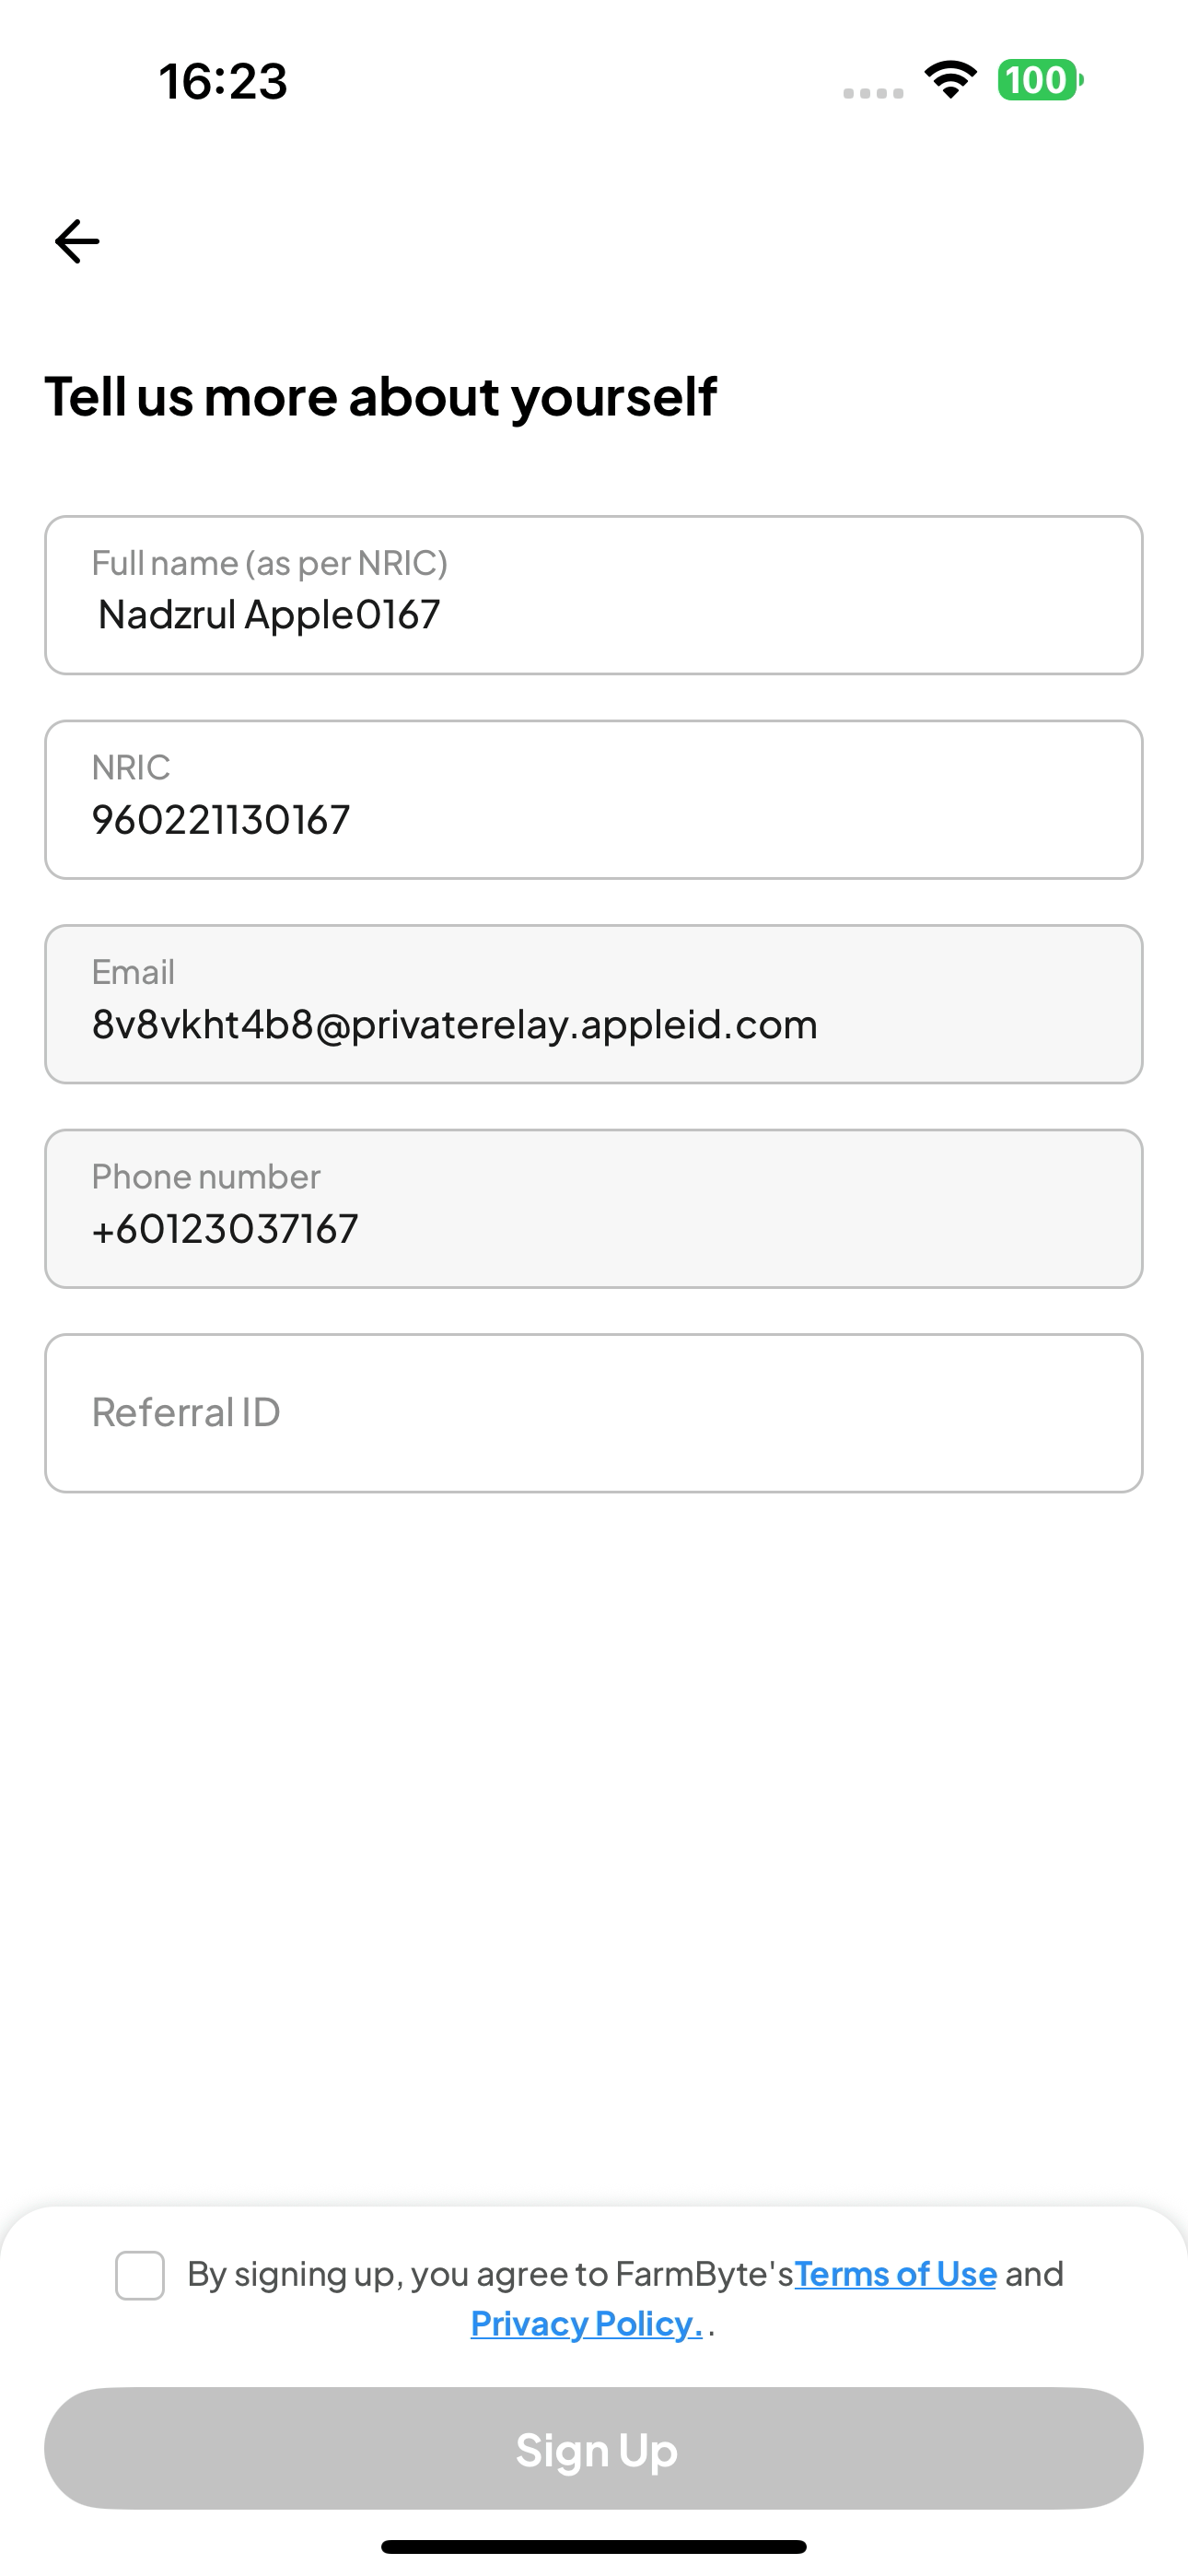 16:23
100
Tell us more about yourself
Full name (as per NRIC)
Nadzrul Apple0167
NRIC
960221130167
Email
8v8vkht4b8@privaterelay.appleid.com
Phone number
+60123037167
Referral ID
By signing up, you agree to FarmByte'sTerms of Use and
Privacy Policy. .
Sign Up